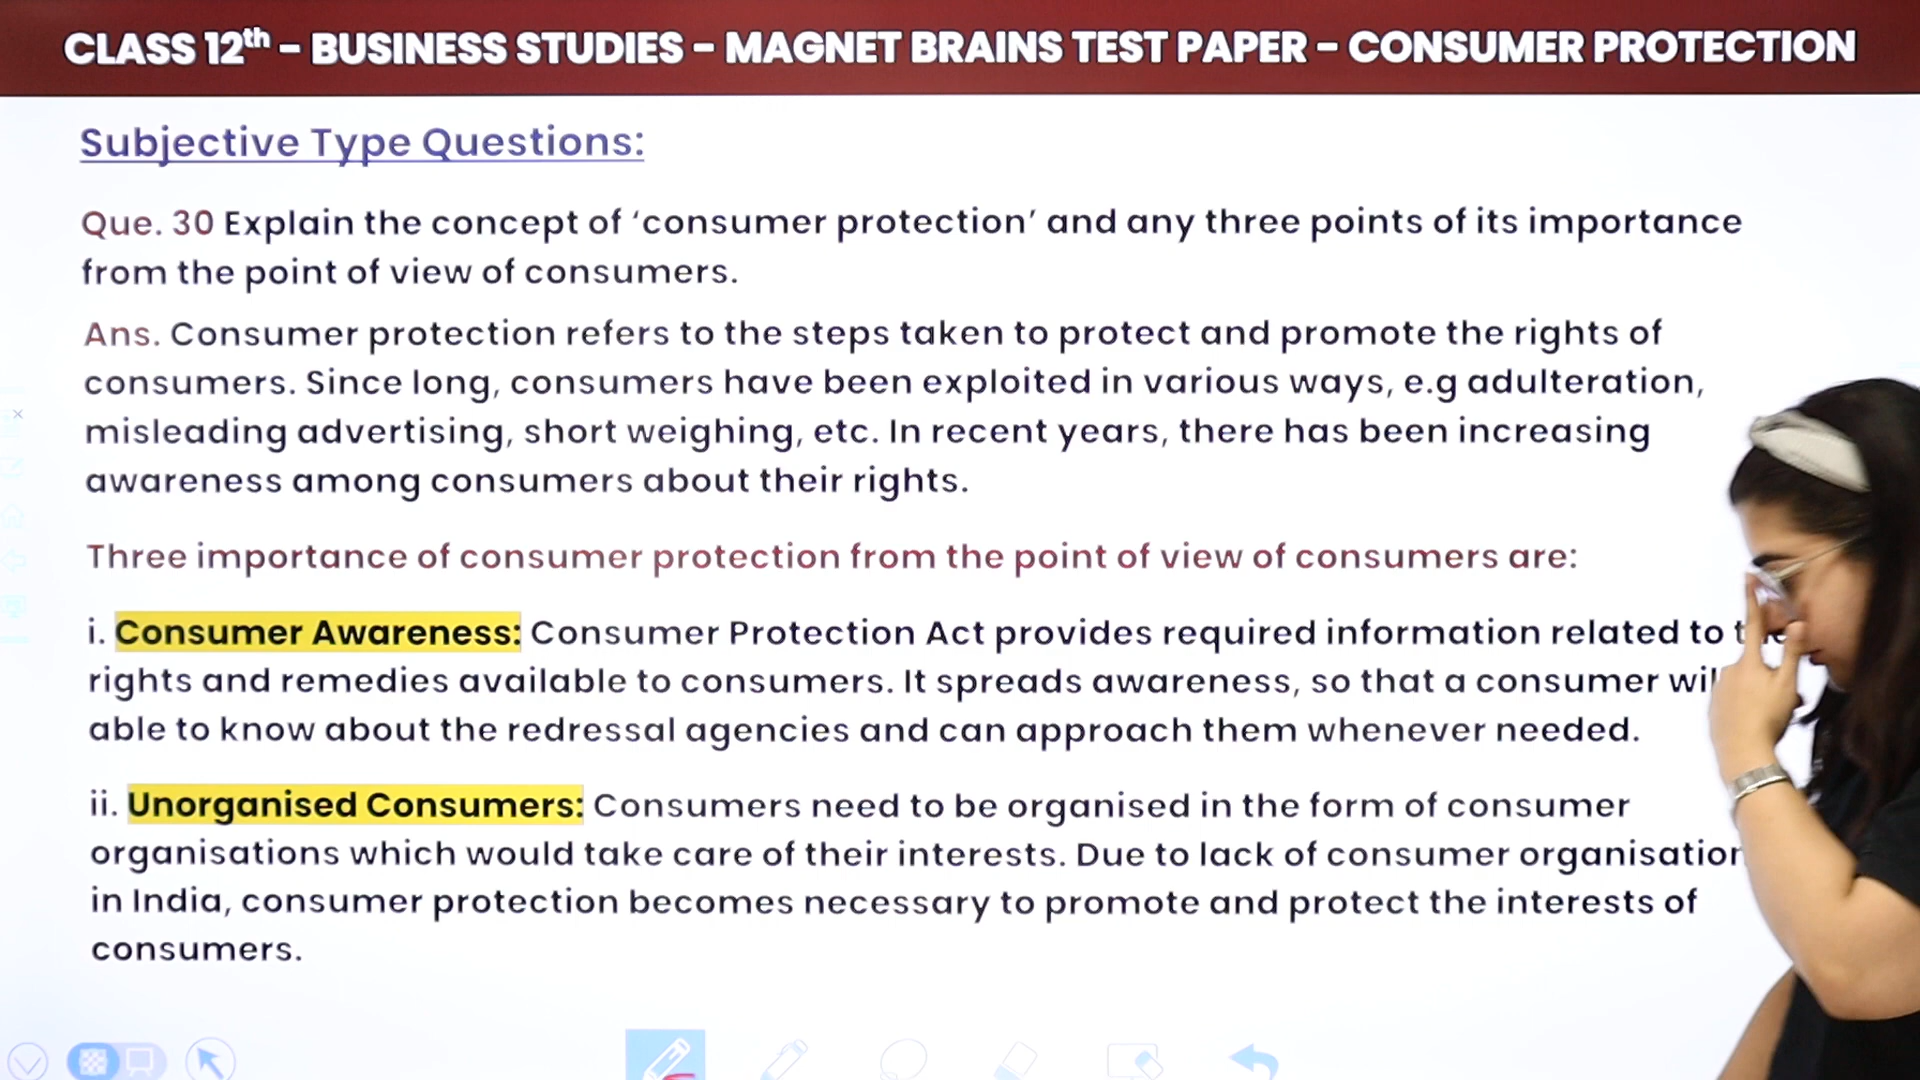 CLASS 12th – BUSINESS STUDIES – MAGNET BRAINS TEST PAPER – CONSUMER PROTECTION
Subjective Type Questions:
Que. 30 Explain the concept of ‘consumer protection’ and any three points of its importance
from the point of view of consumers.
Ans. Consumer protection refers to the steps taken to protect and promote the rights of
consumers. Since long, consumers have been exploited in various ways, e.g adulteration,
misleading advertising, short weighing, etc. In recent years, there has been increasing
awareness among consumers about their rights.
Three importance of consumer protection from the point of view of consumers are:
i. Consumer Awareness: Consumer Protection Act provides required information related to
rights and remedies available to consumers. It spreads awareness, so that a consumer
able to know about the redressal agencies and can approach them whenever needed.
ii. Unorganised Consumers: Consumers need to be organised in the form of consumer
organisations which would take care of their interests. Due to lack of consumer organisation
in India, consumer protection becomes necessary to promote and protect the interests of
consumers.